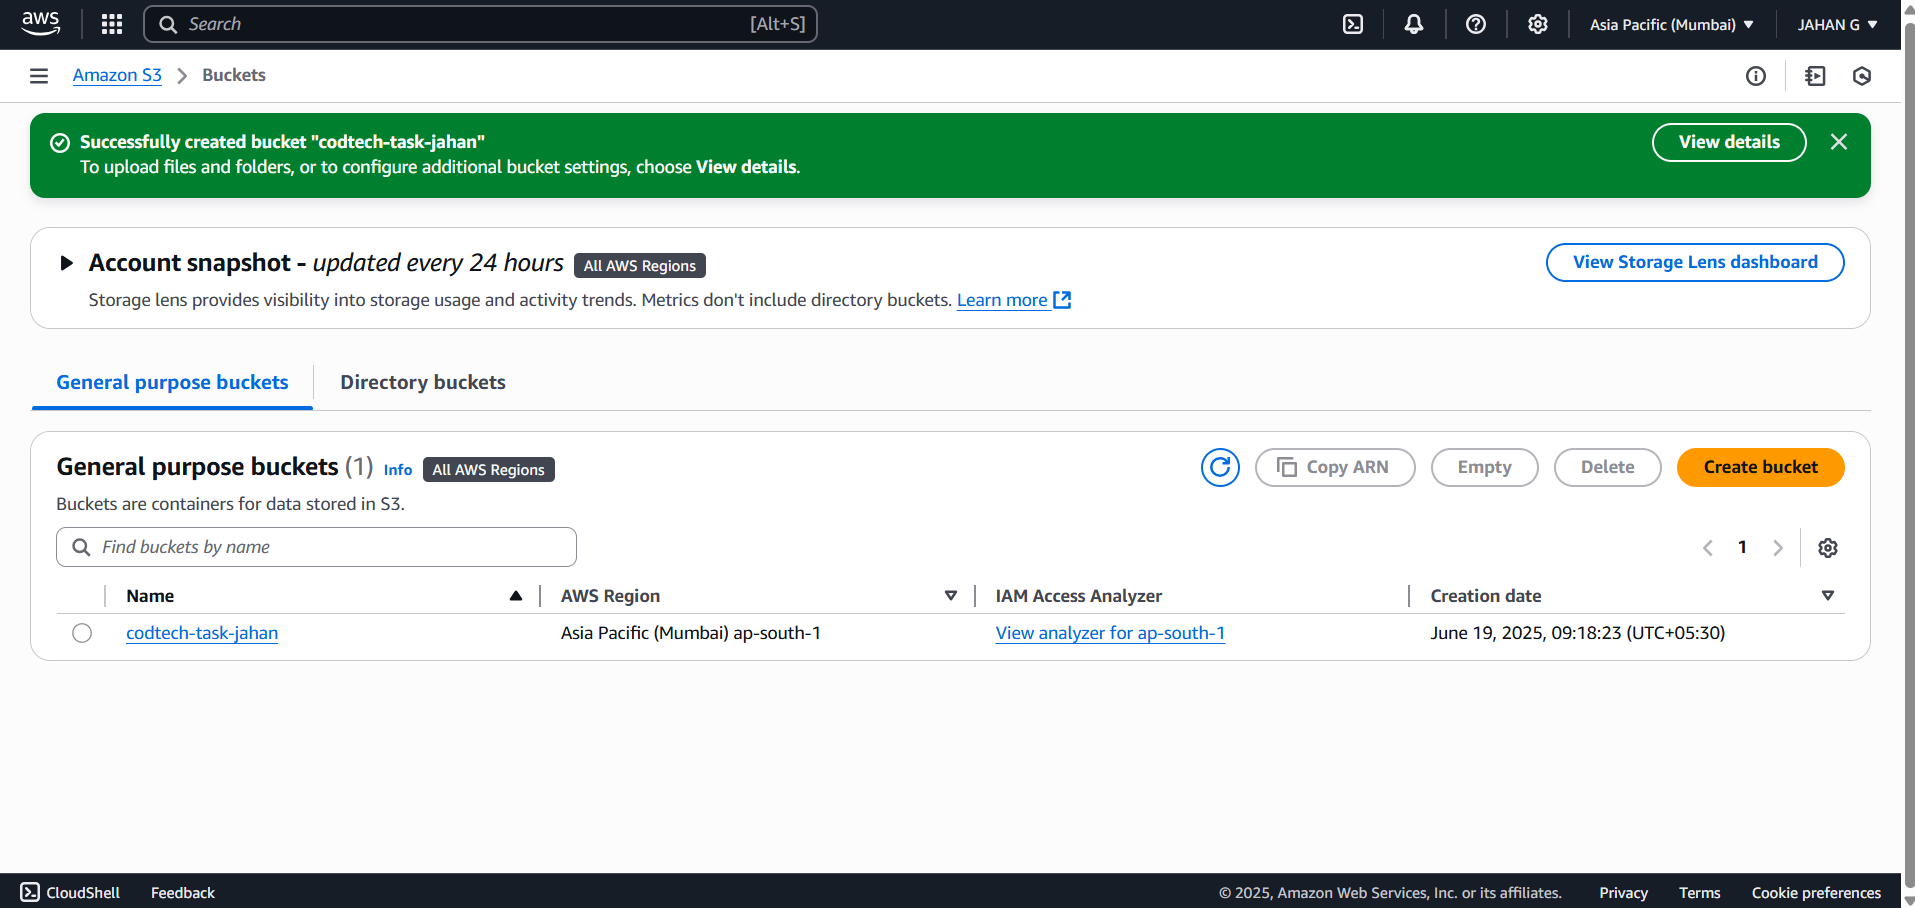 aws
Search [Alt+S]
Asia Pacific (Mumbai)
JAHAN G
Amazon S3 Buckets
Successfully created bucket "codtech-task-jahan"
To upload files and folders, or to configure additional bucket settings, choose View details.
View details
Account snapshot - updated every 24 hours All AWS Regions
View Storage Lens dashboard
Storage lens provides visibility into storage usage and activity trends. Metrics don't include directory buckets. Learn more
General purpose buckets Directory buckets
General purpose buckets (1) Info All AWS Regions
Copy ARN Empty Delete Create bucket
Buckets are containers for data stored in S3.
Find buckets by name
1
Name AWS Region IAM Access Analyzer Creation date
codtech-task-jahan Asia Pacific (Mumbai) ap-south-1 View analyzer for ap-south-1 June 19, 2025, 09:18:23 (UTC+05:30)
CloudShell Feedback © 2025, Amazon Web Services, Inc. or its affiliates. Privacy Terms Cookie preferences